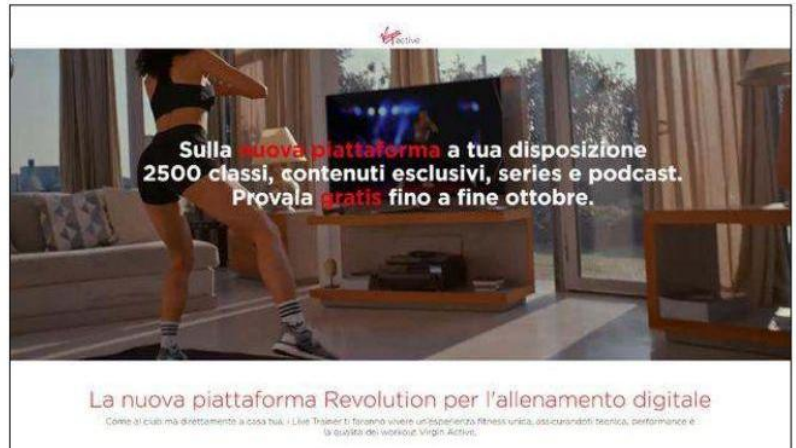 Virgin active
Sulla nuova piattaforma a tua disposizione
2500 classi, contenuti esclusivi, series e podcast.
Provala gratis fino a fine ottobre.
La nuova piattaforma Revolution per l'allenamento digitale
Come ai club ma direttamente a casa tua, i Live Trainer ti faranno vivere un'esperienza fitness unica, assicurandoti tecnica, performance e
la qualità dei workout Virgin Active.